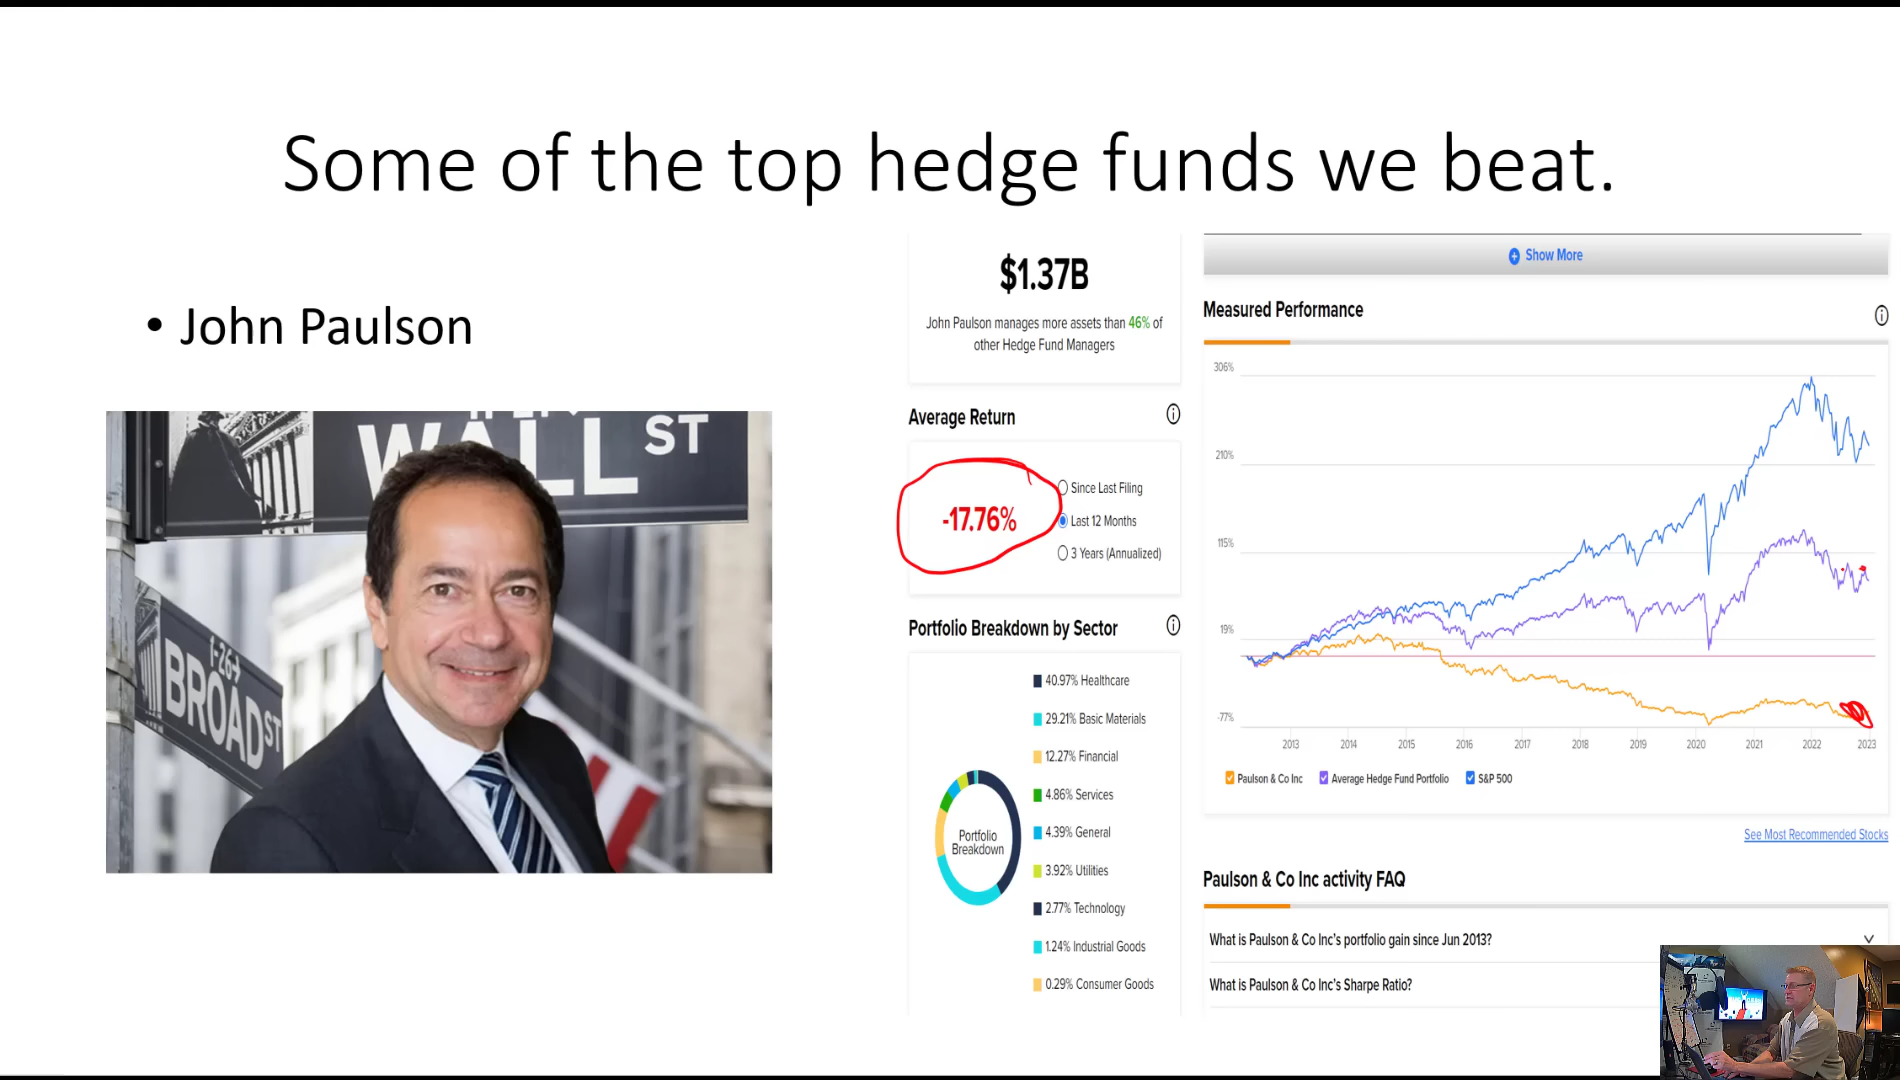 Some of the top hedge funds we beat.
• John Paulson
WALL ST
1-26
BROAD ST
$1.37B
John Paulson manages more assets than 46% of
other Hedge Fund Managers
Average Return
-17.76%
Since Last Filing
Last 12 Months
3 Years (Annualized)
Portfolio Breakdown by Sector
Portfolio
Breakdown
40.97% Healthcare
29.21% Basic Materials
12.27% Financial
4.86% Services
4.39% General
3.92% Utilities
2.77% Technology
1.24% Industrial Goods
0.29% Consumer Goods
Show More
Measured Performance
306%
210%
115%
19%
-77%
2013 2014 2015 2016 2017 2018 2019 2020 2021 2022 2023
Paulson & Co Inc Average Hedge Fund Portfolio S&P 500
See Most Recommended Stocks
Paulson & Co Inc activity FAQ
What is Paulson & Co Inc's portfolio gain since Jun 2013?
What is Paulson & Co Inc's Sharpe Ratio?